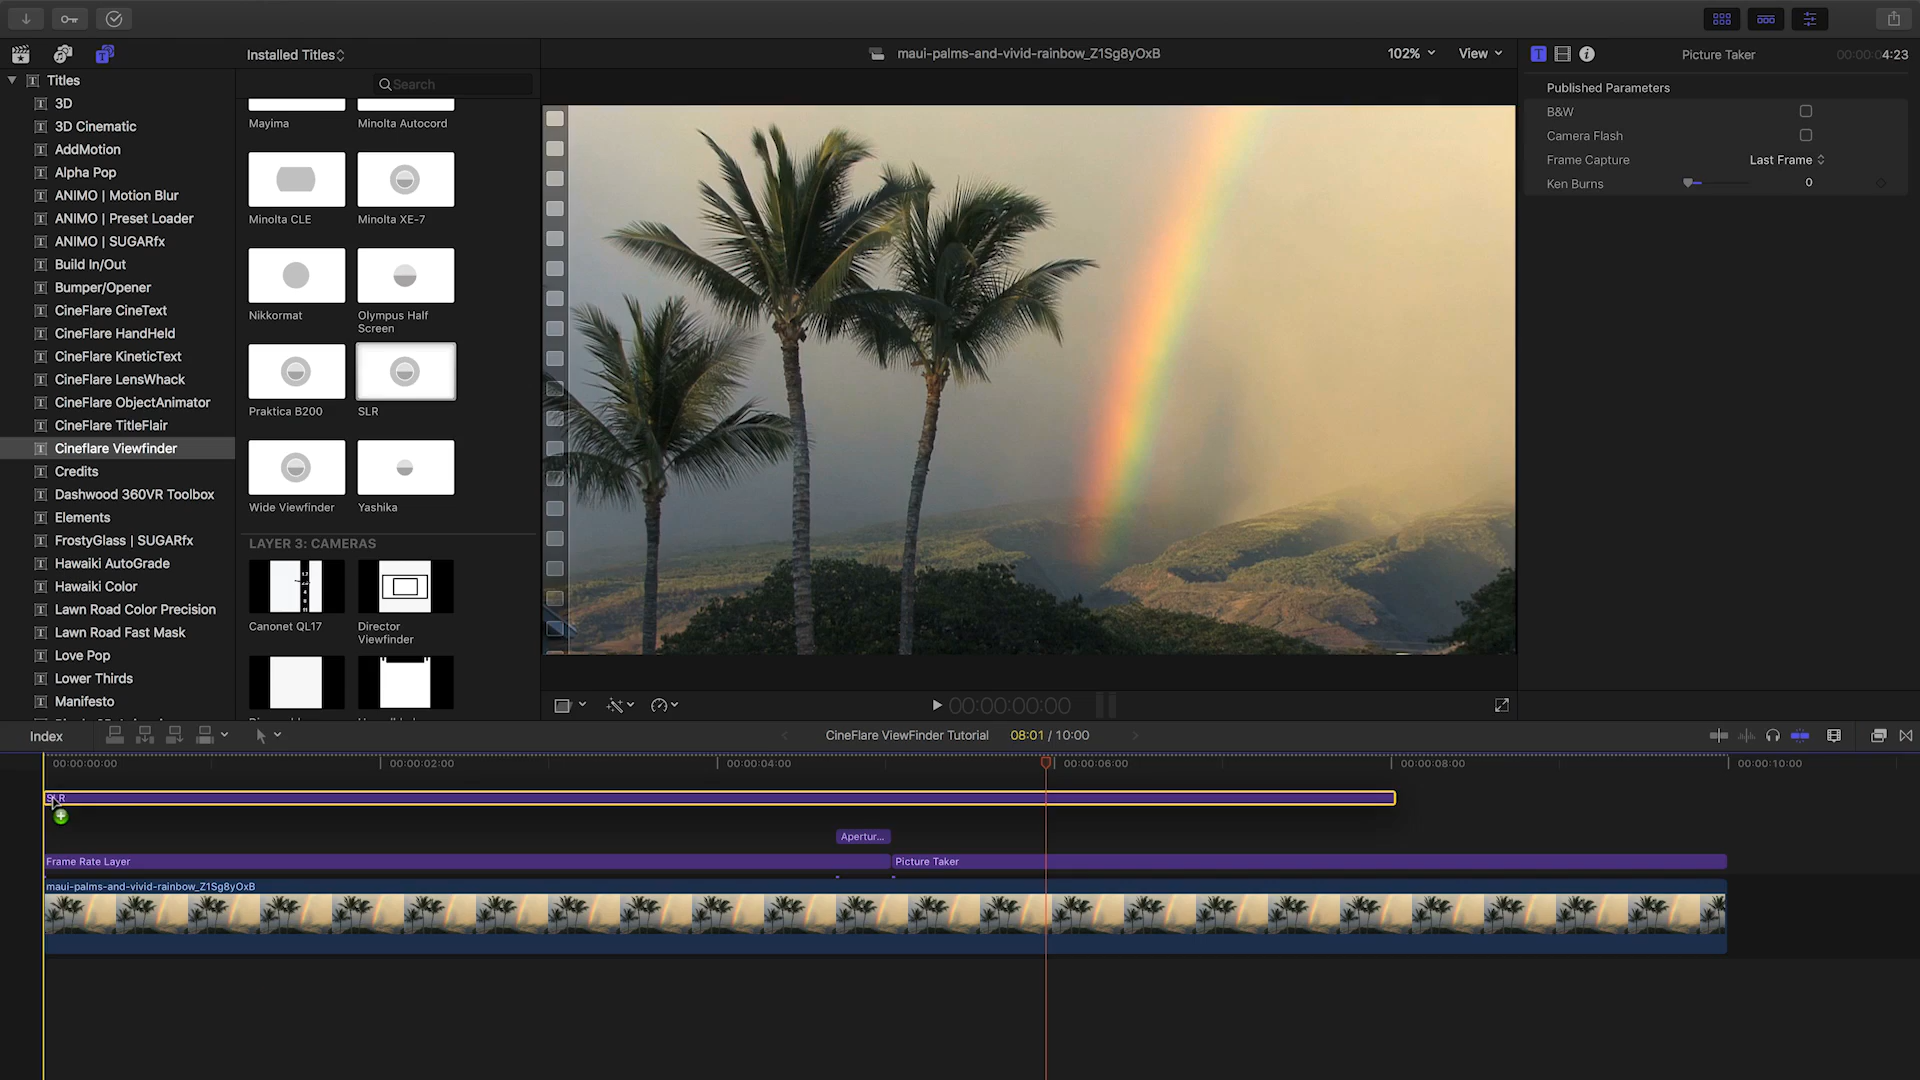 Installed Titles
maui-palms-and-vivid-rainbow_Z1Sg8yOxB
102%
View
Picture Taker
00:00:04:23
Titles
Search
3D
3D Cinematic
AddMotion
Alpha Pop
ANIMO | Motion Blur
ANIMO | Preset Loader
ANIMO | SUGARfx
Build In/Out
Bumper/Opener
CineFlare CineText
CineFlare HandHeld
CineFlare KineticText
CineFlare LensWhack
CineFlare ObjectAnimator
CineFlare TitleFlair
Cineflare Viewfinder
Credits
Dashwood 360VR Toolbox
Elements
FrostyGlass | SUGARfx
Hawaiki AutoGrade
Hawaiki Color
Lawn Road Color Precision
Lawn Road Fast Mask
Love Pop
Lower Thirds
Manifesto
Mayima
Minolta Autocord
Minolta CLE
Minolta XE-7
Nikkormat
Olympus Half
Screen
Praktica B200
SLR
Wide Viewfinder
Yashika
LAYER 3: CAMERAS
Canonet QL17
Director
Viewfinder
Published Parameters
B&W
Camera Flash
Frame Capture
Last Frame
Ken Burns
0
00:00:00:00
Index
CineFlare ViewFinder Tutorial
08:01 / 10:00
00:00:00:00
00:00:02:00
00:00:04:00
00:00:06:00
00:00:08:00
00:00:10:00
SLR
Apertur...
Frame Rate Layer
Picture Taker
maui-palms-and-vivid-rainbow_Z1Sg8yOxB